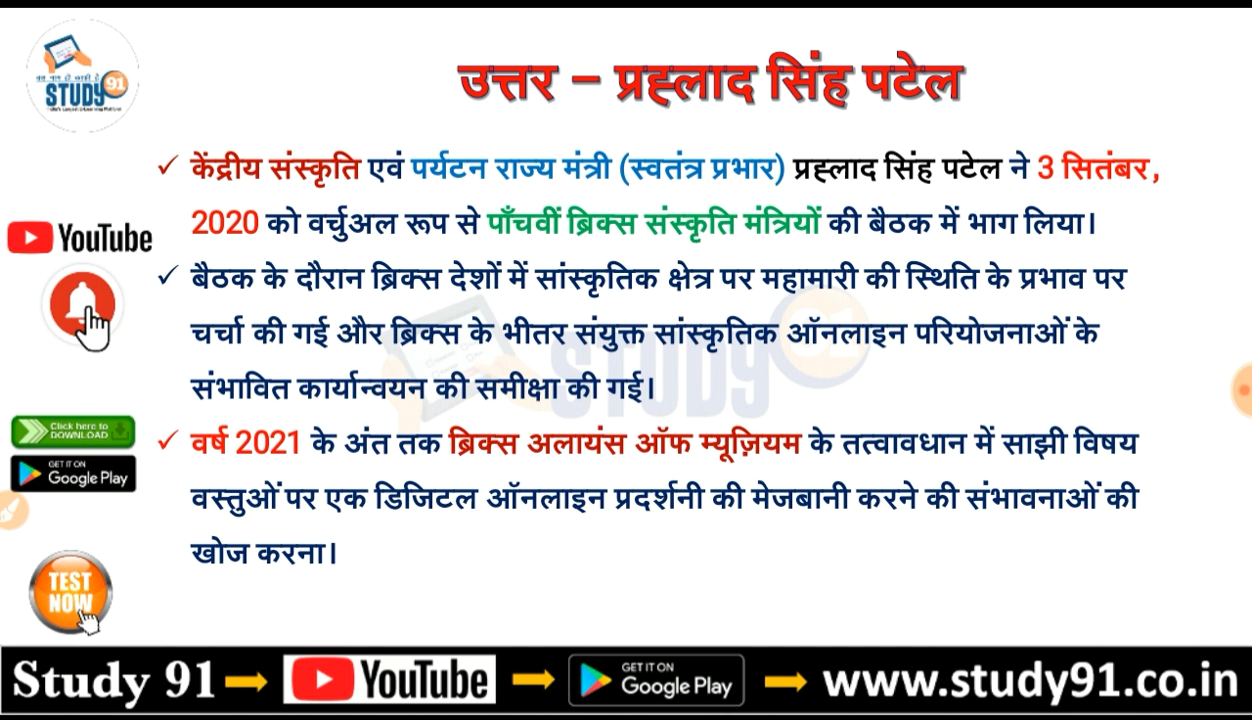 उत्तर – प्रह्लाद सिंह पटेल
✓ केंद्रीय संस्कृति एवं पर्यटन राज्य मंत्री (स्वतंत्र प्रभार) प्रह्लाद सिंह पटेल ने 3 सितंबर,
2020 को वर्चुअल रूप से पाँचवीं ब्रिक्स संस्कृति मंत्रियों की बैठक में भाग लिया।
✓ बैठक के दौरान ब्रिक्स देशों में सांस्कृतिक क्षेत्र पर महामारी की स्थिति के प्रभाव पर
चर्चा की गई और ब्रिक्स के भीतर संयुक्त सांस्कृतिक ऑनलाइन परियोजनाओं के
संभावित कार्यान्वयन की समीक्षा की गई।
✓ वर्ष 2021 के अंत तक ब्रिक्स अलायंस ऑफ म्यूज़ियम के तत्वावधान में साझी विषय
वस्तुओं पर एक डिजिटल ऑनलाइन प्रदर्शनी की मेजबानी करने की संभावनाओं की
खोज करना।
STUDY 91
YouTube
Click here to
DOWNLOAD
GET IT ON
Google Play
TEST
NOW
STUDY 91
Study 91 YouTube GET IT ON Google Play www.study91.co.in